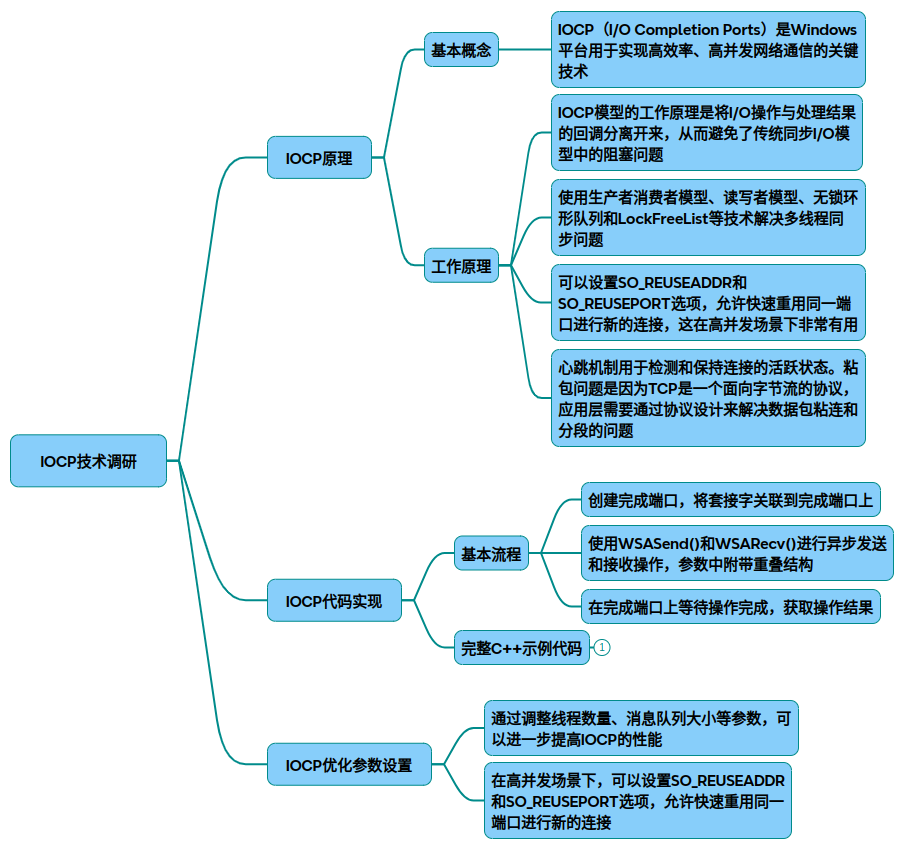 IOCP技术调研
IOCP原理
基本概念
IOCP（I/O Completion Ports）是Windows
平台用于实现高效率、高并发网络通信的关键
技术
工作原理
IOCP模型的工作原理是将I/O操作与处理结果
的回调分离开来，从而避免了传统同步I/O模
型中的阻塞问题
使用生产者消费者模型、读写者模型、无锁环
形队列和LockFreeList等技术解决多线程同
步问题
可以设置SO_REUSEADDR和
SO_REUSEPORT选项，允许快速重用同一端
口进行新的连接，这在高并发场景下非常有用
心跳机制用于检测和保持连接的活跃状态。粘
包问题是因为TCP是一个面向字节流的协议，
应用层需要通过协议设计来解决数据包粘连和
分段的问题
IOCP代码实现
基本流程
创建完成端口，将套接字关联到完成端口上
使用WSASend()和WSARecv()进行异步发送
和接收操作，参数中附带重叠结构
在完成端口上等待操作完成，获取操作结果
完整C++示例代码
1
IOCP优化参数设置
通过调整线程数量、消息队列大小等参数，可
以进一步提高IOCP的性能
在高并发场景下，可以设置SO_REUSEADDR
和SO_REUSEPORT选项，允许快速重用同一
端口进行新的连接